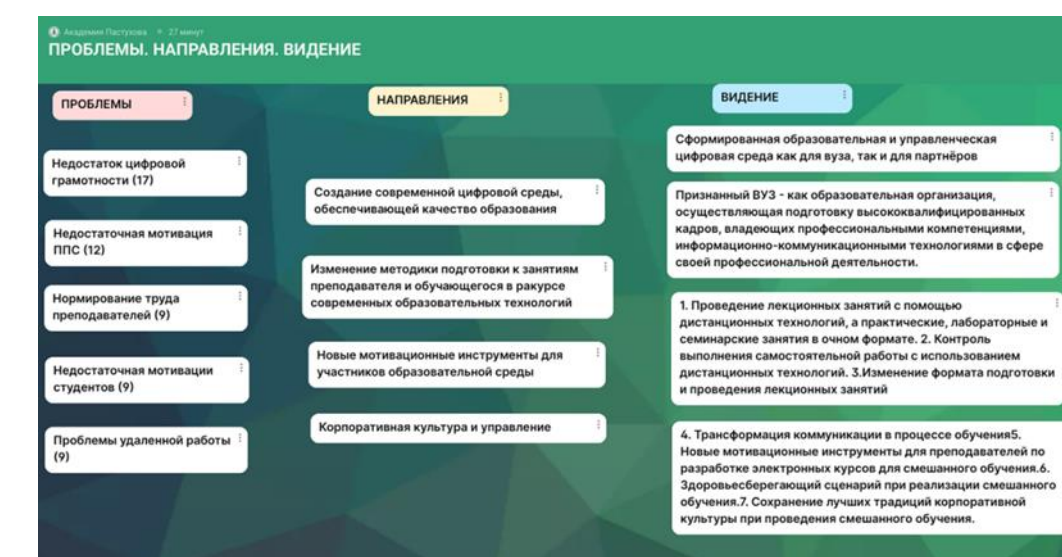 Академия Пастухова • 27 минут
ПРОБЛЕМЫ. НАПРАВЛЕНИЯ. ВИДЕНИЕ
ПРОБЛЕМЫ
Недостаток цифровой
грамотности (17)
Недостаточная мотивация
ППС (12)
Нормирование труда
преподавателей (9)
Недостаточная мотивации
студентов (9)
Проблемы удаленной работы
(9)
НАПРАВЛЕНИЯ
Создание современной цифровой среды,
обеспечивающей качество образования
Изменение методики подготовки к занятиям
преподавателя и обучающегося в ракурсе
современных образовательных технологий
Новые мотивационные инструменты для
участников образовательной среды
Корпоративная культура и управление
ВИДЕНИЕ
Сформированная образовательная и управленческая
цифровая среда как для вуза, так и для партнёров
Признанный ВУЗ - как образовательная организация,
осуществляющая подготовку высококвалифицированных
кадров, владеющих профессиональными компетенциями,
информационно-коммуникационными технологиями в сфере
своей профессиональной деятельности.
1. Проведение лекционных занятий с помощью
дистанционных технологий, а практические, лабораторные и
семинарские занятия в очном формате. 2. Контроль
выполнения самостоятельной работы с использованием
дистанционных технологий. 3.Изменение формата подготовки
и проведения лекционных занятий
4. Трансформация коммуникации в процессе обучения5.
Новые мотивационные инструменты для преподавателей по
разработке электронных курсов для смешанного обучения.6.
Здоровьесберегающий сценарий при реализации смешанного
обучения.7. Сохранение лучших традиций корпоративной
культуры при проведения смешанного обучения.